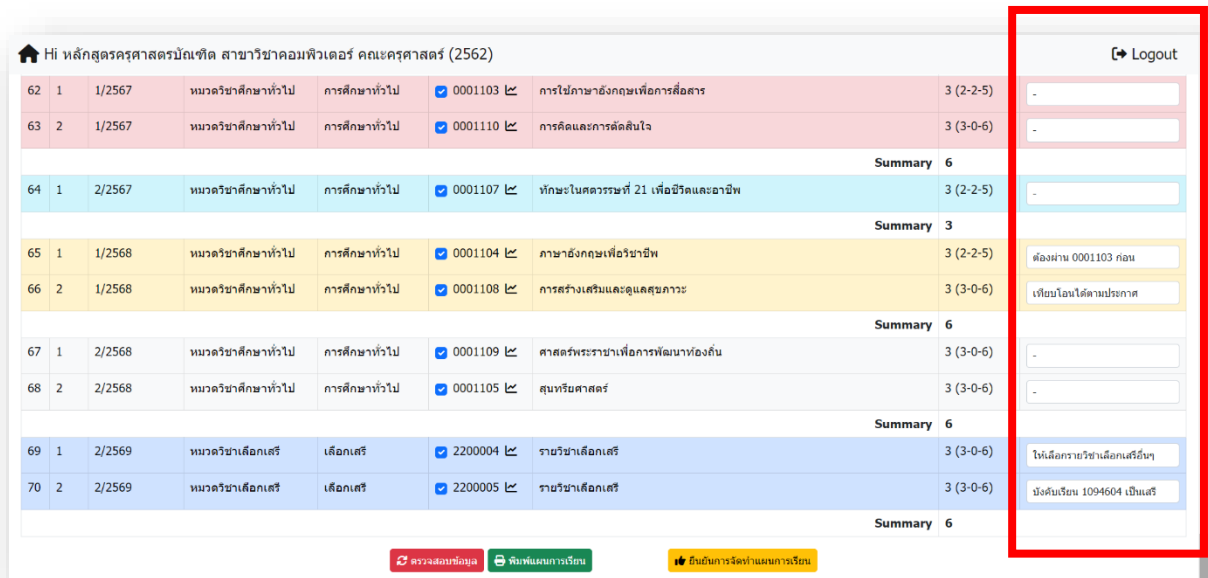 Hi หลักสูตรครุศาสตรบัณฑิต สาขาวิชาคอมพิวเตอร์ คณะครุศาสตร์ (2562) Logout
62 1 1/2567 หมวดวิชาศึกษาทั่วไป การศึกษาทั่วไป 0001103 การใช้ภาษาอังกฤษเพื่อการสื่อสาร 3 (2-2-5) -
63 2 1/2567 หมวดวิชาศึกษาทั่วไป การศึกษาทั่วไป 0001110 การคิดและการตัดสินใจ 3 (3-0-6) -
Summary 6
64 1 2/2567 หมวดวิชาศึกษาทั่วไป การศึกษาทั่วไป 0001107 ทักษะในศตวรรษที่ 21 เพื่อชีวิตและอาชีพ 3 (2-2-5) -
Summary 3
65 1 1/2568 หมวดวิชาศึกษาทั่วไป การศึกษาทั่วไป 0001104 ภาษาอังกฤษเพื่อวิชาชีพ 3 (2-2-5) ต้องผ่าน 0001103 ก่อน
66 2 1/2568 หมวดวิชาศึกษาทั่วไป การศึกษาทั่วไป 0001108 การสร้างเสริมและดูแลสุขภาวะ 3 (3-0-6) เทียบโอนได้ตามประกาศ
Summary 6
67 1 2/2568 หมวดวิชาศึกษาทั่วไป การศึกษาทั่วไป 0001109 ศาสตร์พระราชาเพื่อการพัฒนาท้องถิ่น 3 (3-0-6) -
68 2 2/2568 หมวดวิชาศึกษาทั่วไป การศึกษาทั่วไป 0001105 สุนทรียศาสตร์ 3 (3-0-6) -
Summary 6
69 1 2/2569 หมวดวิชาเลือกเสรี เลือกเสรี 2200004 รายวิชาเลือกเสรี 3 (3-0-6) ให้เลือกรายวิชาเลือกเสรีอื่นๆ
70 2 2/2569 หมวดวิชาเลือกเสรี เลือกเสรี 2200005 รายวิชาเลือกเสรี 3 (3-0-6) บังคับเรียน 1094604 เป็นเสรี
Summary 6
ตรวจสอบข้อมูล พิมพ์แผนการเรียน ยืนยันการจัดทำแผนการเรียน